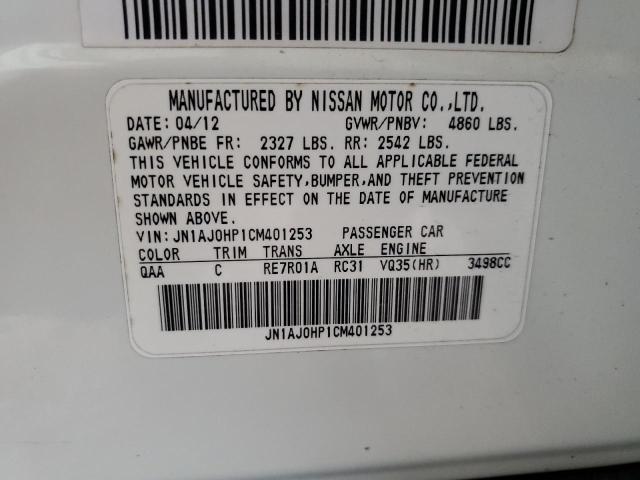 MANUFACTURED BY NISSAN MOTOR CO.,LTD.
DATE: 04/12 GVWR/PNBV: 4860 LBS.
GAWR/PNBE FR: 2327 LBS. RR: 2542 LBS.
THIS VEHICLE CONFORMS TO ALL APPLICABLE FEDERAL
MOTOR VEHICLE SAFETY,BUMPER,AND THEFT PREVENTION
STANDARDS IN EFFECT ON THE DATE OF MANUFACTURE
SHOWN ABOVE.
VIN: JN1AJ0HP1CM401253 PASSENGER CAR
COLOR TRIM TRANS AXLE ENGINE
QAA C RE7R01A RC31 VQ35(HR) 3498CC
JN1AJ0HP1CM401253